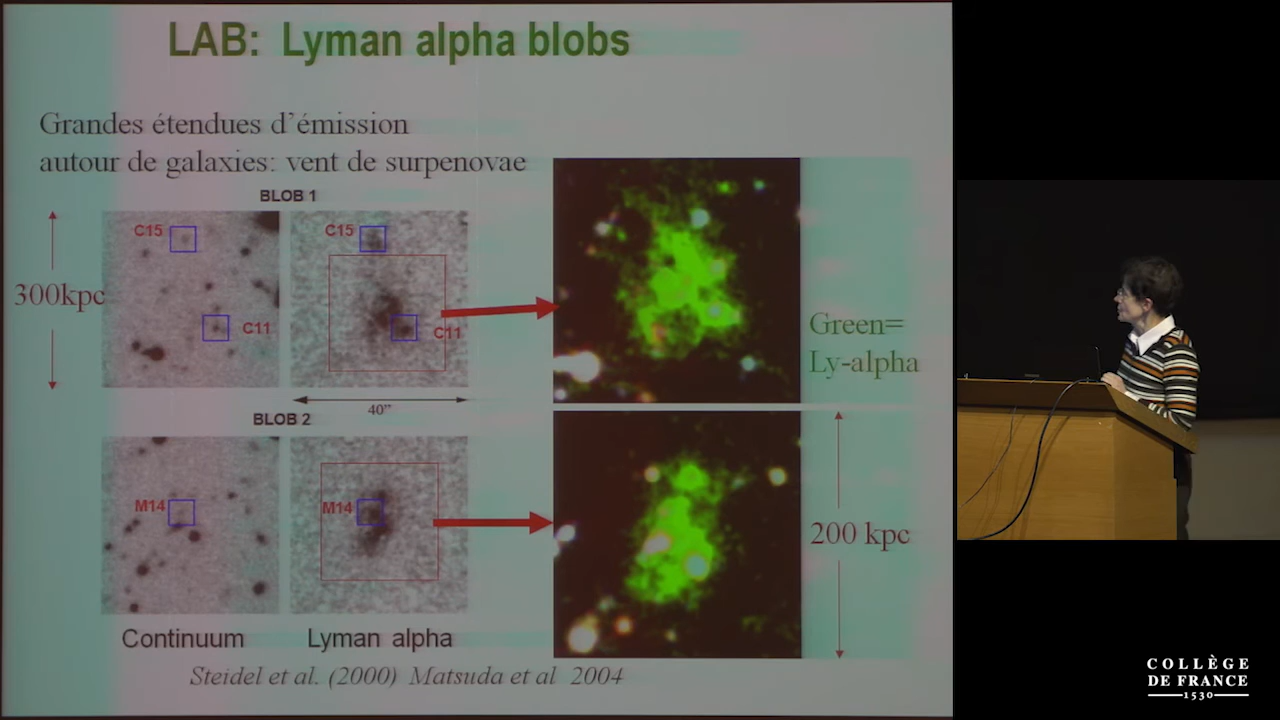 LAB: Lyman alpha blobs
Grandes étendues d'émission
autour de galaxies: vent de surpenovae
BLOB 1
C15
C15
300kpc
C11
C11
Green=
Ly-alpha
40”
BLOB 2
M14
M14
200 kpc
Continuum
Lyman alpha
Steidel et al. (2000) Matsuda et al 2004
COLLÈGE
DE FRANCE
1530